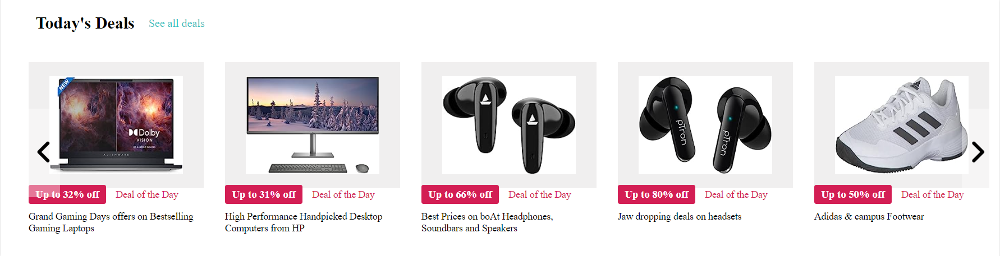 Today's Deals See all deals
NEW
Dolby
VISION
ALIENWARE
pTron
pTron
adidas
Up to 32% off Deal of the Day
Grand Gaming Days offers on Bestselling
Gaming Laptops
Up to 31% off Deal of the Day
High Performance Handpicked Desktop
Computers from HP
Up to 66% off Deal of the Day
Best Prices on boAt Headphones,
Soundbars and Speakers
Up to 80% off Deal of the Day
Jaw dropping deals on headsets
Up to 50% off Deal of the Day
Adidas & campus Footwear